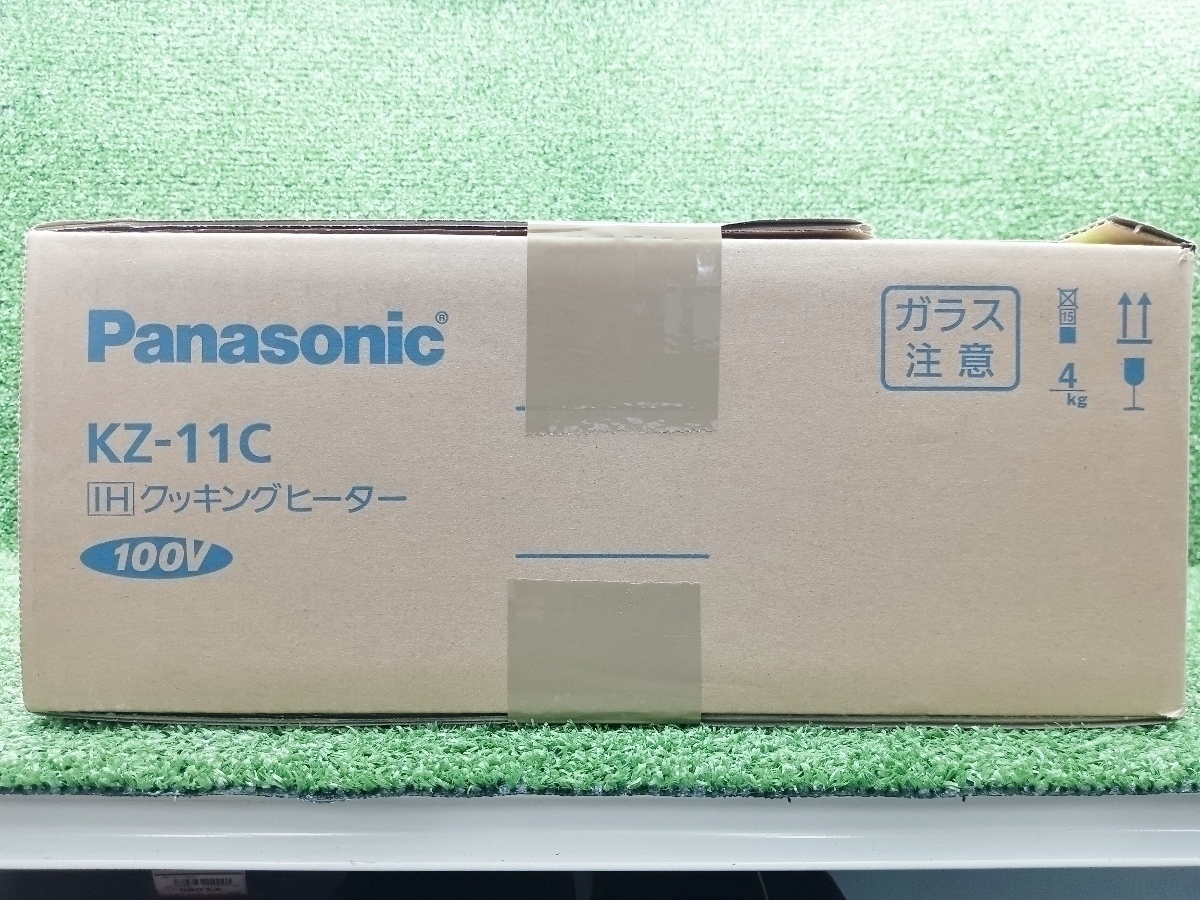 Panasonic®
KZ-11C
IH クッキングヒーター
100V
ガラス
注意
15
4
kg